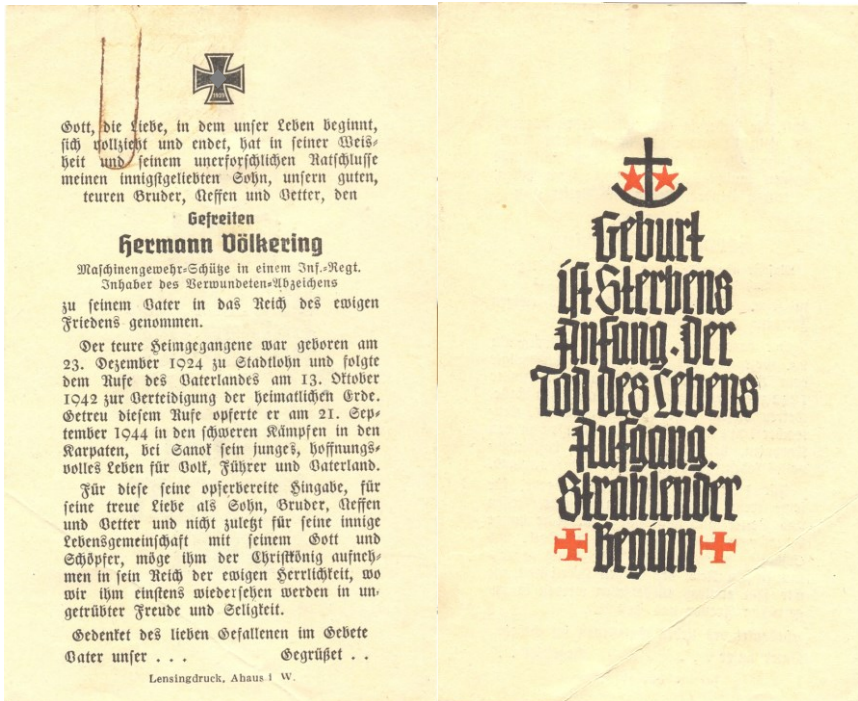 Gott, die Liebe, in dem unser Leben beginnt,
sich vollzieht und endet, hat in seiner Weis-
heit und seinem unerforschlichen Ratschlusse
meinen innigstgeliebten Sohn, unsern guten,
teuren Bruder, Neffen und Vetter, den
Gefreiten
Hermann Völkering
Maschinengewehr-Schütze in einem Inf.-Regt.
Inhaber des Verwundeten-Abzeichens
zu seinem Vater in das Reich des ewigen
Friedens genommen.
Der teure Heimgegangene war geboren am
23. Dezember 1924 zu Stadtlohn und folgte
dem Rufe des Vaterlandes am 13. Oktober
1942 zur Verteidigung der heimatlichen Erde.
Getreu diesem Rufe opferte er am 21. Sep-
tember 1944 in den schweren Kämpfen in den
Karpaten, bei Sanok sein junges, hoffnungs-
volles Leben für Volk, Führer und Vaterland.
Für diese seine opferbereite Hingabe, für
seine treue Liebe als Sohn, Bruder, Neffen
und Vetter und nicht zuletzt für seine innige
Lebensgemeinschaft mit seinem Gott und
Schöpfer, möge ihm der Christkönig aufneh-
men in sein Reich der ewigen Herrlichkeit, wo
wir ihm einstens wiedersehen werden in un-
getrübter Freude und Seligkeit.
Gedenket des lieben Gefallenen im Gebete
Vater unser . . . Gegrüßet . .
Lensingdruck, Ahaus i W.
Geburt
ist Sterbens
Anfang. Der
Tod des Lebens
Aufgang:
Strahlender
Beginn